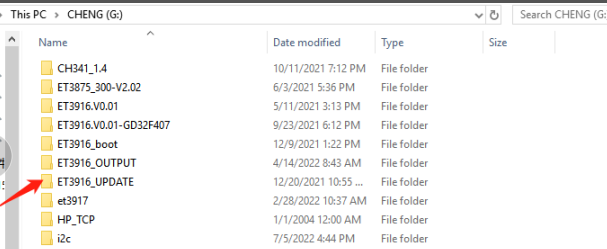 This PC > CHENG (G:)
Search CHENG (G:
Name Date modified Type Size
CH341_1.4 10/11/2021 7:12 PM File folder
ET3875_300-V2.02 6/3/2021 5:36 PM File folder
ET3916.V0.01 5/11/2021 3:13 PM File folder
ET3916.V0.01-GD32F407 9/23/2021 6:12 PM File folder
ET3916_boot 12/9/2021 1:22 PM File folder
ET3916_OUTPUT 4/14/2022 8:43 AM File folder
ET3916_UPDATE 12/20/2021 10:55 ... File folder
et3917 2/28/2022 10:37 AM File folder
HP_TCP 1/1/2004 12:00 AM File folder
i2c 7/5/2022 4:44 PM File folder